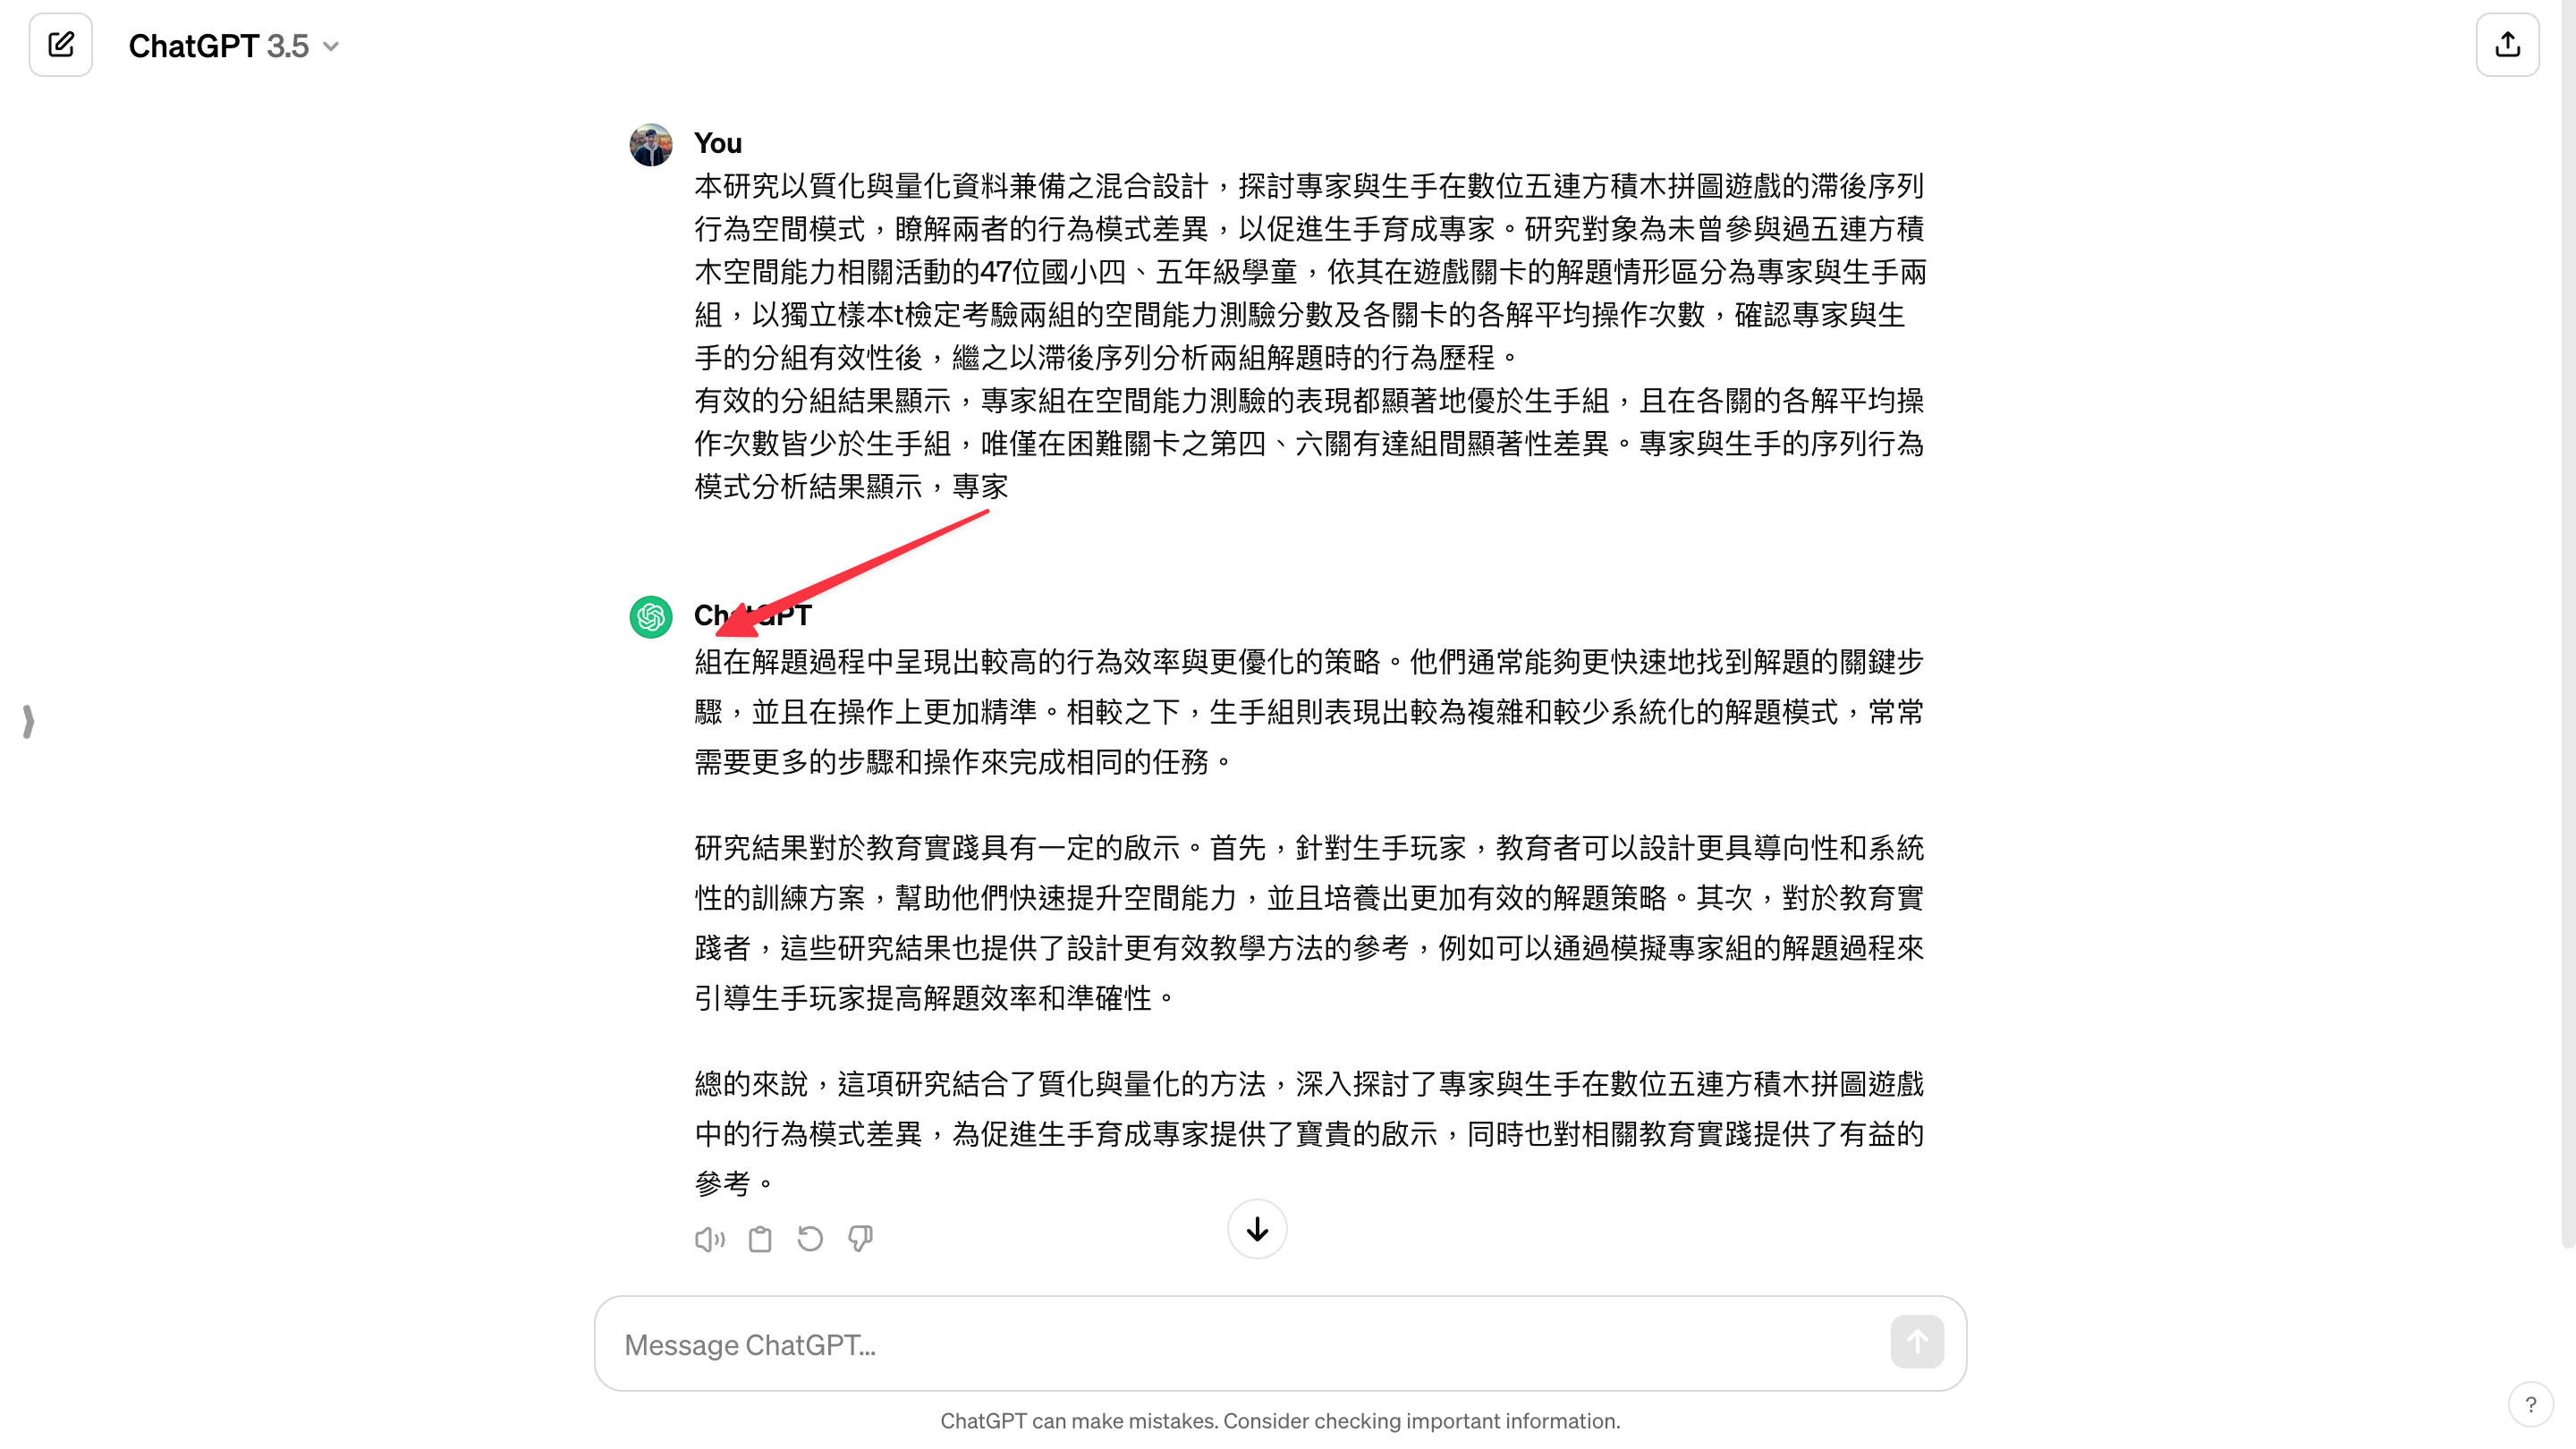 ChatGPT 3.5
You
本研究以質化與量化資料兼備之混合設計，探討專家與生手在數位五連方積木拼圖遊戲的滯後序列
行為空間模式，瞭解兩者的行為模式差異，以促進生手育成專家。研究對象為未曾參與過五連方積
木空間能力相關活動的47位國小四、五年級學童，依其在遊戲關卡的解題情形區分為專家與生手兩
組，以獨立樣本t檢定考驗兩組的空間能力測驗分數及各關卡的各解平均操作次數，確認專家與生
手的分組有效性後，繼之以滯後序列分析兩組解題時的行為歷程。
有效的分組結果顯示，專家組在空間能力測驗的表現都顯著地優於生手組，且在各關的各解平均操
作次數皆少於生手組，唯僅在困難關卡之第四、六關有達組間顯著性差異。專家與生手的序列行為
模式分析結果顯示，專家
ChatGPT
組在解題過程中呈現出較高的行為效率與更優化的策略。他們通常能夠更快速地找到解題的關鍵步
驟，並且在操作上更加精準。相較之下，生手組則表現出較為複雜和較少系統化的解題模式，常常
需要更多的步驟和操作來完成相同的任務。
研究結果對於教育實踐具有一定的啟示。首先，針對生手玩家，教育者可以設計更具導向性和系統
性的訓練方案，幫助他們快速提升空間能力，並且培養出更加有效的解題策略。其次，對於教育實
踐者，這些研究結果也提供了設計更有效教學方法的參考，例如可以通過模擬專家組的解題過程來
引導生手玩家提高解題效率和準確性。
總的來說，這項研究結合了質化與量化的方法，深入探討了專家與生手在數位五連方積木拼圖遊戲
中的行為模式差異，為促進生手育成專家提供了寶貴的啟示，同時也對相關教育實踐提供了有益的
參考。
Message ChatGPT...
ChatGPT can make mistakes. Consider checking important information.
?